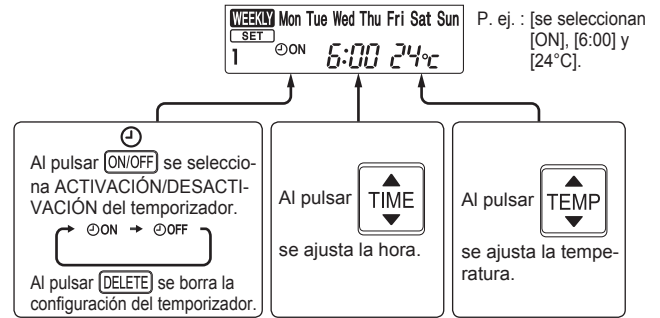 WEEKLY Mon Tue Wed Thu Fri Sat Sun
SET
1 ON 6:00 24°C
P. ej. : [se seleccionan
[ON], [6:00] y
[24°C].
Al pulsar ON/OFF se seleccio-
na ACTIVACIÓN/DESACTI-
VACIÓN del temporizador.
ON → OFF
Al pulsar DELETE se borra la
configuración del temporizador.
Al pulsar TIME
se ajusta la hora.
Al pulsar TEMP
se ajusta la tempe-
ratura.